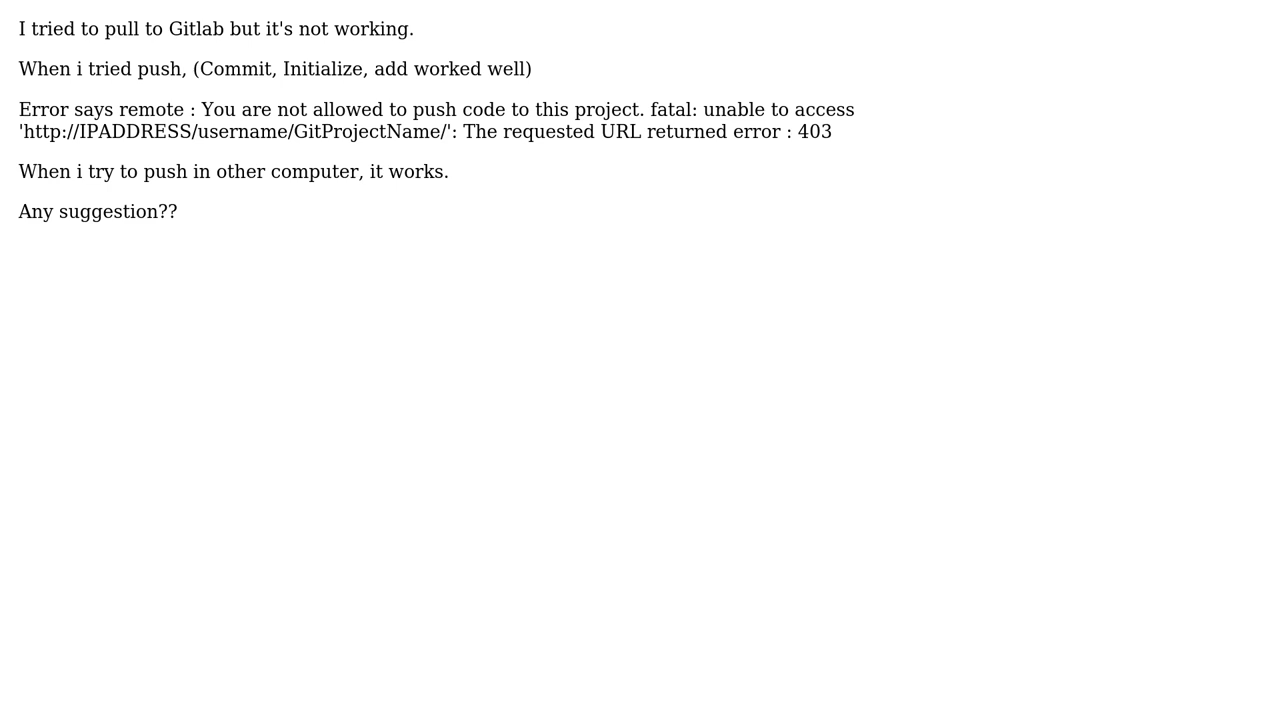 I tried to pull to Gitlab but it's not working.
When i tried push, (Commit, Initialize, add worked well)
Error says remote : You are not allowed to push code to this project. fatal: unable to access
'http://IPADDRESS/username/GitProjectName/': The requested URL returned error : 403
When i try to push in other computer, it works.
Any suggestion??